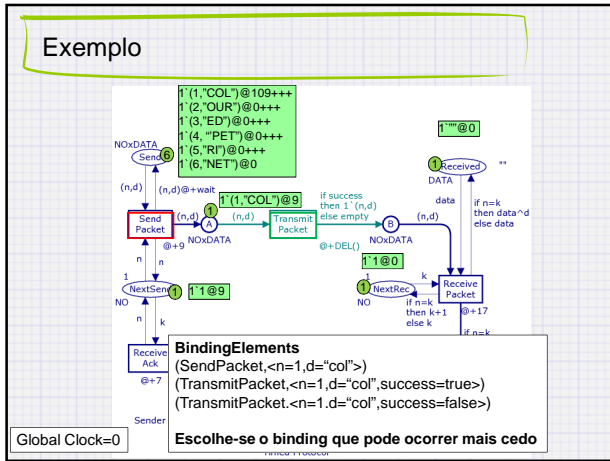 Exemplo
1`(1,"COL")@109+++
1`(2,"OUR")@0+++
1`(3,"ED")@0+++
1`(4, "PET")@0+++
1`(5,"RI")@0+++
1`(6,"NET")@0
1`""@0
NOxDATA
Send
6
1
Received
""
DATA
(n,d)
(n,d)@+wait
1`(1,"COL")@9
1
if success
then 1`(n,d)
else empty
data
if n=k
then data^d
else data
Send
Packet
(n,d)
A
(n,d)
Transmit
Packet
B
(n,d)
@+9
NOxDATA
@+DEL()
NOxDATA
n
n
1`1@0
1
NextSend
1
1`1@9
NO
1
1
NextRec
NO
k
if n=k
then k+1
else k
Receive
Packet
@+17
n
k
if n=k
Receive
Ack
@+7
Sender
BindingElements
(SendPacket,<n=1,d="col">)
(TransmitPacket,<n=1,d="col",success=true>)
(TransmitPacket.<n=1.d="col",success=false>)
Escolhe-se o binding que pode ocorrer mais cedo
Global Clock=0
Protocol